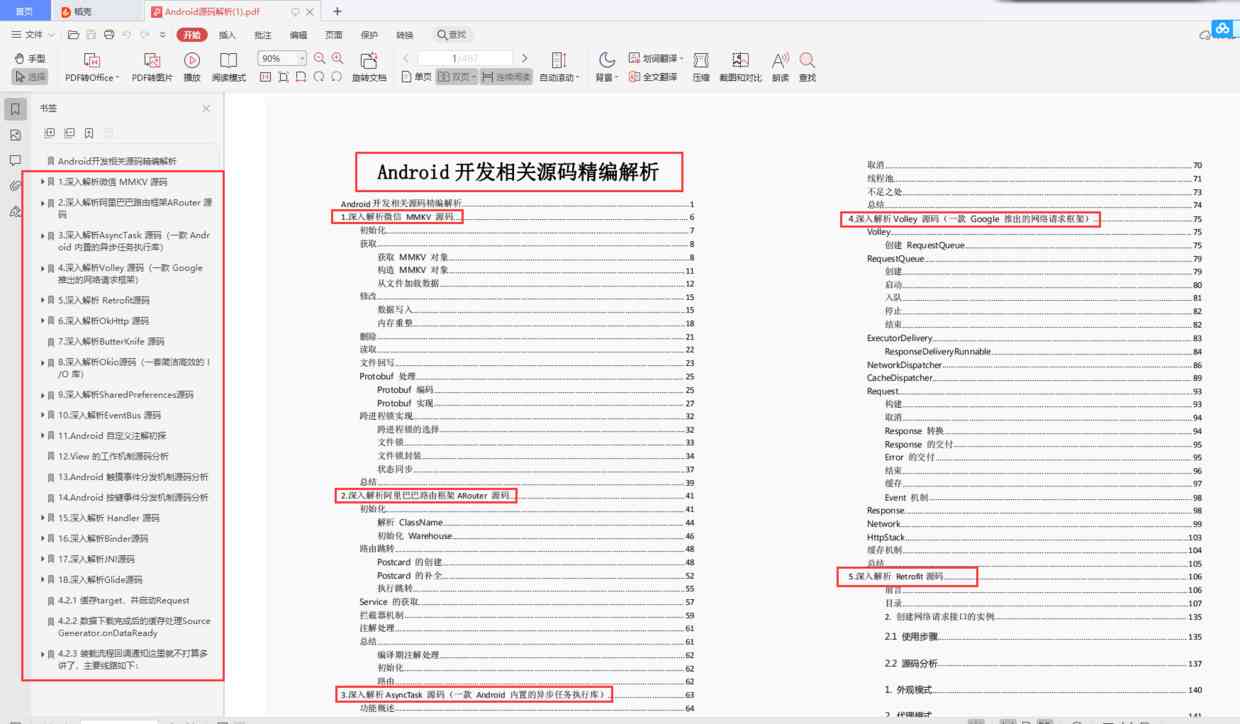 首页
稻壳
Android源码解析(1).pdf
文件
开始
插入
批注
编辑
页面
保护
转换
查找
手型
选择
PDF转Office
PDF转图片
播放
阅读模式
90%
旋转文档
1/487
单页
双页
连续阅读
自动滚动
背景
划词翻译
全文翻译
压缩
截图和对比
朗读
查找
书签
Android开发相关源码精编解析
1.深入解析微信 MMKV 源码
2.深入解析阿里巴巴路由框架ARouter 源
码
3.深入解析AsyncTask 源码（一款 Andr
oid 内置的异步任务执行库）
4.深入解析Volley 源码（一款 Google
推出的网络请求框架）
5.深入解析 Retrofit源码
6.深入解析OkHttp 源码
7.深入解析ButterKnife 源码
8.深入解析Okio源码（一套简洁高效的 I
/O 库）
9.深入解析SharedPreferences源码
10.深入解析EventBus 源码
11.Android 自定义注解初探
12.View 的工作机制源码分析
13.Android 触摸事件分发机制源码分析
14.Android 按键事件分发机制源码分析
15.深入解析 Handler 源码
16.深入解析Binder源码
17.深入解析JNI源码
18.深入解析Glide源码
4.2.1 缓存target，并启动Request
4.2.2 数据下载完成后的缓存处理Source
Generator.onDataReady
4.2.3 装载流程回调通知这里就不打算多
讲了，主要线路如下：
Android 开发相关源码精编解析
Android 开发相关源码精编解析 1
1.深入解析微信 MMKV 源码 6
初始化 7
获取 8
获取 MMKV 对象 8
构造 MMKV 对象 11
从文件加载数据 12
修改 15
数据写入 15
内存重整 18
删除 21
读取 22
文件回写 23
Protobuf 处理 25
Protobuf 编码 25
Protobuf 实现 27
跨进程锁实现 32
跨进程锁的选择 32
文件锁 33
文件锁封装 34
状态同步 37
总结 39
2.深入解析阿里巴巴路由框架 ARouter 源码 41
初始化 41
解析 ClassName 44
初始化 Warehouse 46
路由跳转 48
Postcard 的创建 48
Postcard 的补全 52
执行跳转 55
Service 的获取 57
拦截器机制 59
注解处理 61
总结 61
编译期注解处理 62
初始化 62
路由 62
3.深入解析 AsyncTask 源码（一款 Android 内置的异步任务执行库） 63
功能概述 64
取消 70
线程池 71
不足之处 73
总结 74
4.深入解析 Volley 源码（一款 Google 推出的网络请求框架） 75
Volley 75
创建 RequestQueue 75
RequestQueue 79
创建 79
启动 80
入队 81
停止 82
结束 82
ExecutorDelivery 83
ResponseDeliveryRunnable 84
NetworkDispatcher 86
CacheDispatcher 89
Request 93
构建 93
取消 94
Response 转换 94
Response 的交付 95
Error 的交付 95
结束 96
缓存 97
Event 机制 98
Response 98
Network 99
HttpStack 103
缓存机制 104
总结 105
5.深入解析 Retrofit 源码 106
前言 106
目录 107
2. 创建网络请求接口的实例 135
2.1 使用步骤 135
2.2 源码分析 137
1. 外观模式 140
2. 代理模式 141